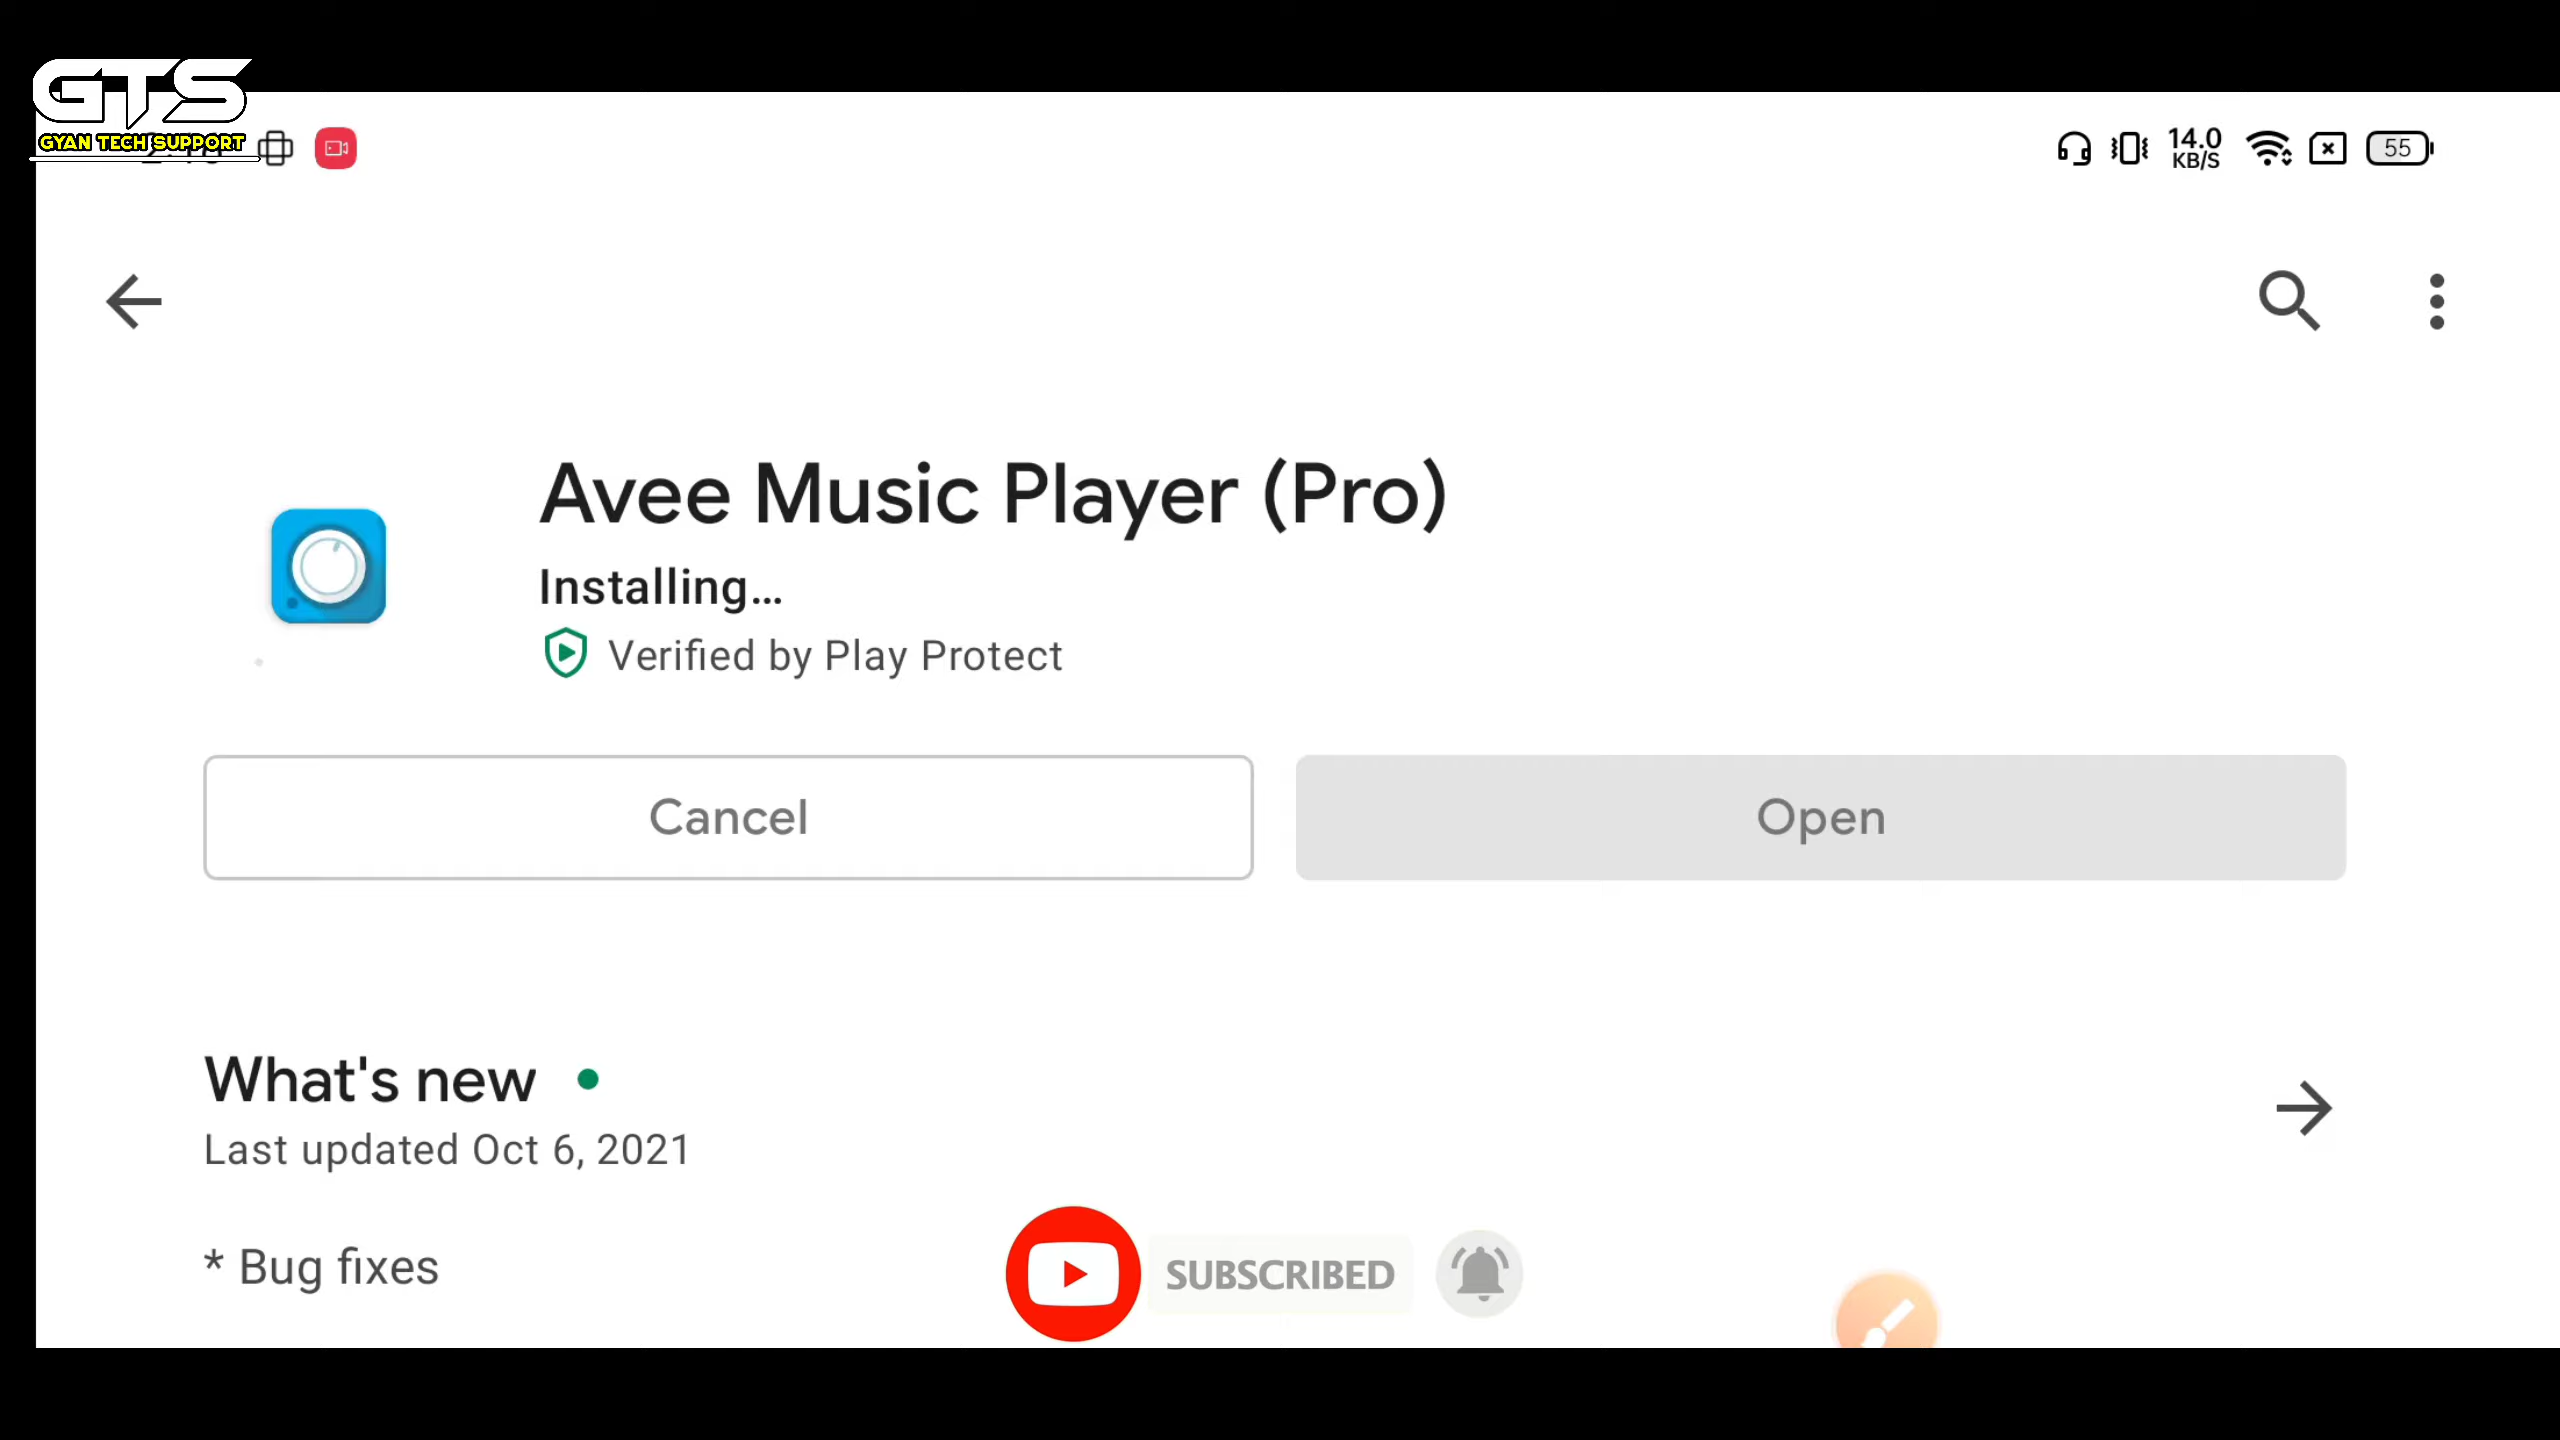 GTS
GYAN TECH SUPPORT
14.0
KB/S
55
Avee Music Player (Pro)
Installing...
Verified by Play Protect
Cancel
Open
What's new
Last updated Oct 6, 2021
* Bug fixes
SUBSCRIBED